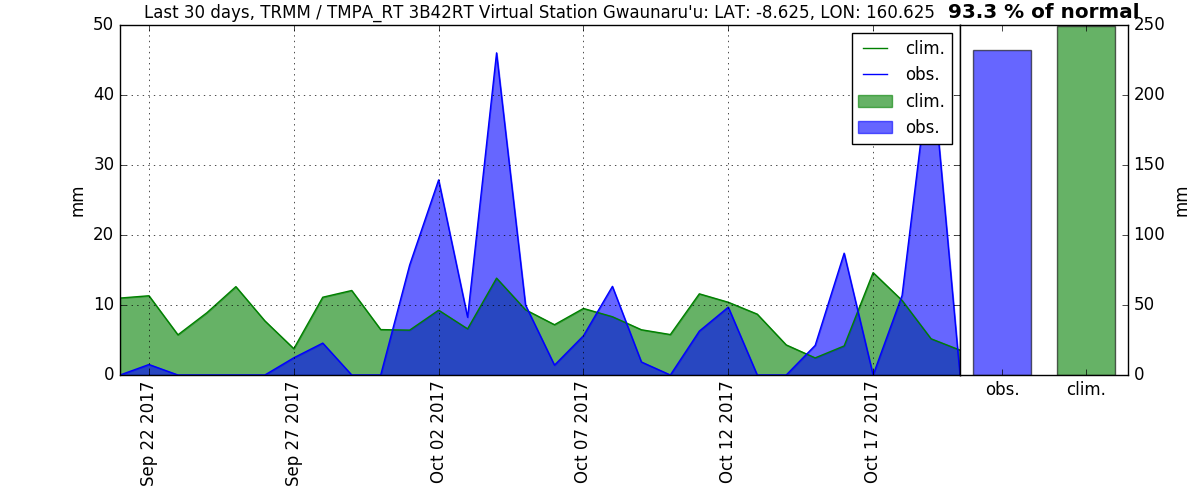 Last 30 days, TRMM / TMPA_RT 3B42RT Virtual Station Gwaunaru'u: LAT: -8.625, LON: 160.625
93.3 % of normal
50
40
30
20
10
0
mm
clim.
obs.
clim.
obs.
250
200
150
100
50
0
mm
Sep 22 2017
Sep 27 2017
Oct 02 2017
Oct 07 2017
Oct 12 2017
Oct 17 2017
obs.
clim.